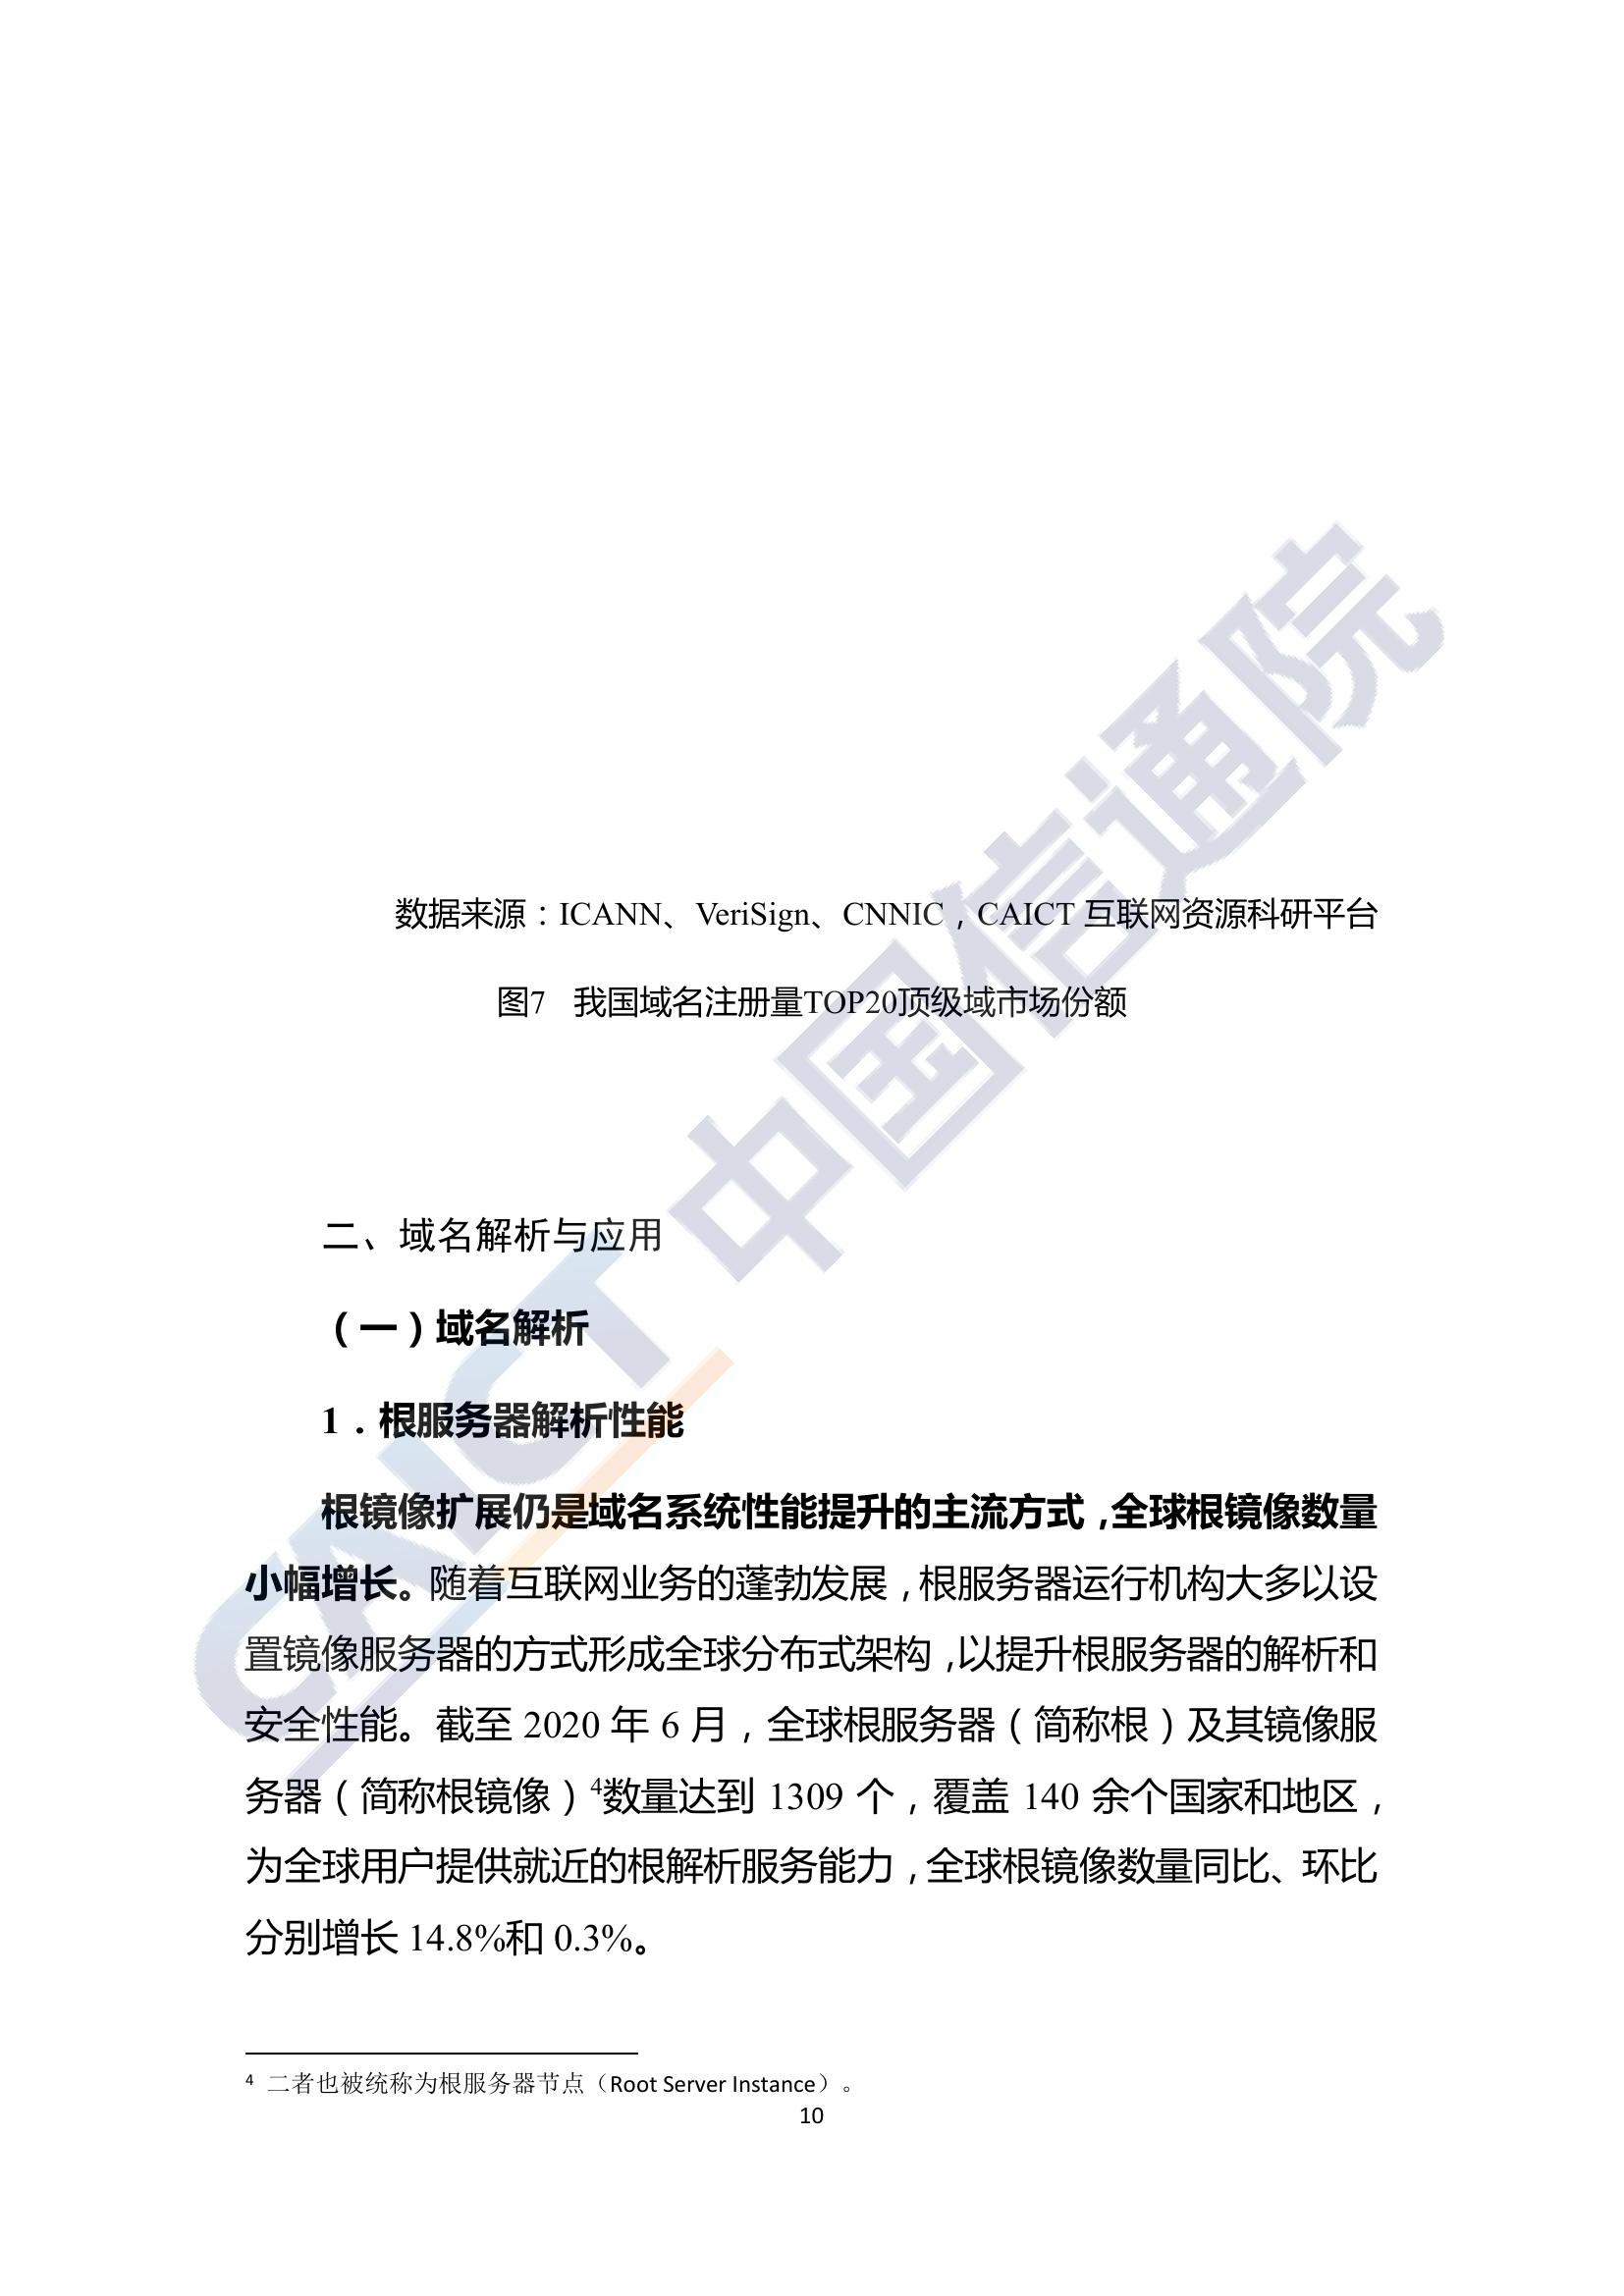 数据来源：ICANN、VeriSign、CNNIC，CAICT 互联网资源科研平台
图7 我国域名注册量TOP20顶级域市场份额
二、域名解析与应用
（一）域名解析
1．根服务器解析性能
根镜像扩展仍是域名系统性能提升的主流方式，全球根镜像数量
小幅增长。随着互联网业务的蓬勃发展，根服务器运行机构大多以设
置镜像服务器的方式形成全球分布式架构，以提升根服务器的解析和
安全性能。截至 2020 年 6 月，全球根服务器（简称根）及其镜像服
务器（简称根镜像）4数量达到 1309 个，覆盖 140 余个国家和地区，
为全球用户提供就近的根解析服务能力，全球根镜像数量同比、环比
分别增长 14.8%和 0.3%。
4 二者也被统称为根服务器节点（Root Server Instance）。
10
CAICT 中国信通院